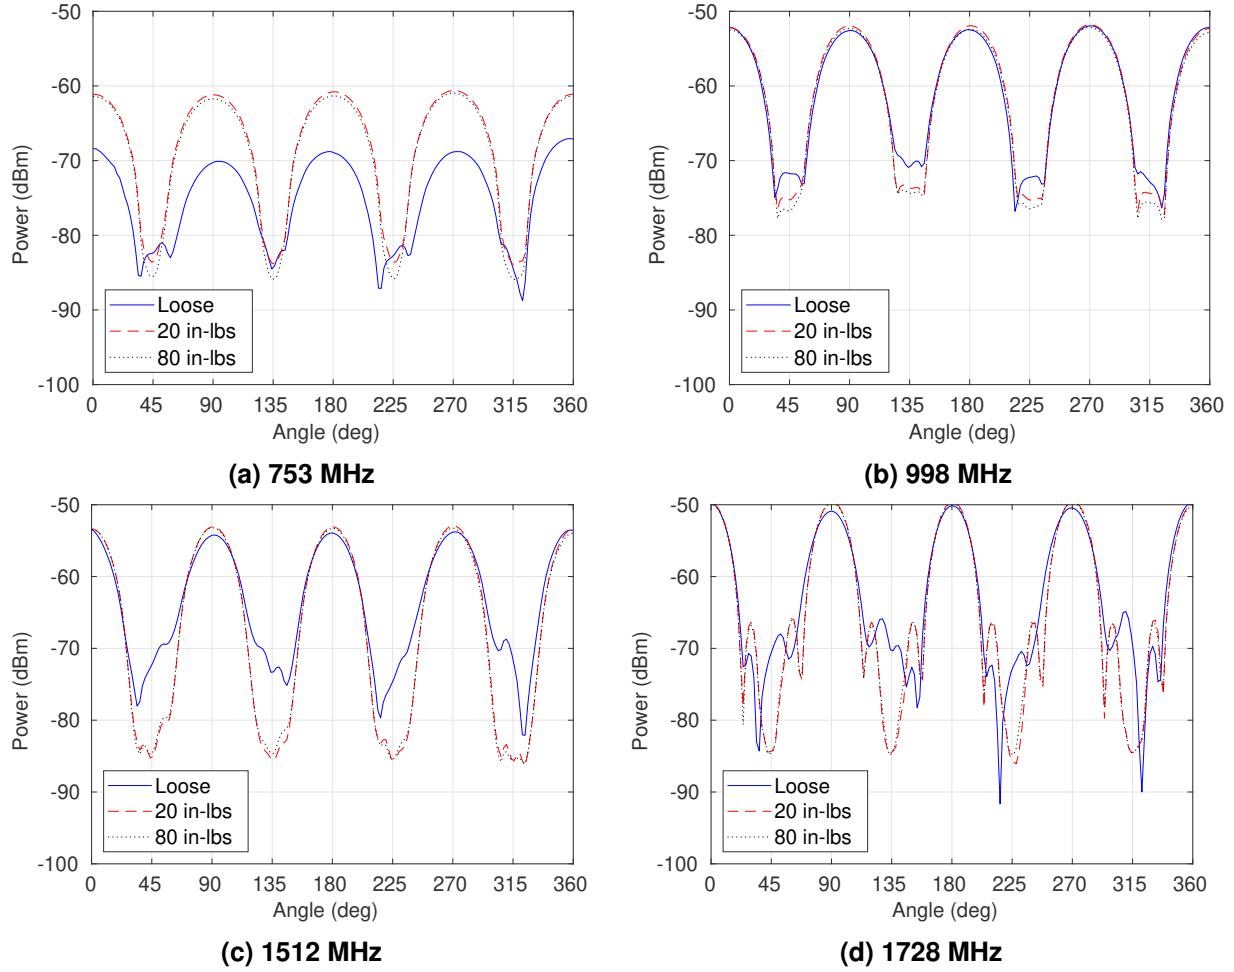 -50
-60
-70
-80
-90
-100
Power (dBm)
Loose
20 in-lbs
80 in-lbs
0 45 90 135 180 225 270 315 360
Angle (deg)
(a) 753 MHz
-50
-60
-70
-80
-90
-100
Power (dBm)
Loose
20 in-lbs
80 in-lbs
0 45 90 135 180 225 270 315 360
Angle (deg)
(b) 998 MHz
-50
-60
-70
-80
-90
-100
Power (dBm)
Loose
20 in-lbs
80 in-lbs
0 45 90 135 180 225 270 315 360
Angle (deg)
(c) 1512 MHz
-50
-60
-70
-80
-90
-100
Power (dBm)
Loose
20 in-lbs
80 in-lbs
0 45 90 135 180 225 270 315 360
Angle (deg)
(d) 1728 MHz